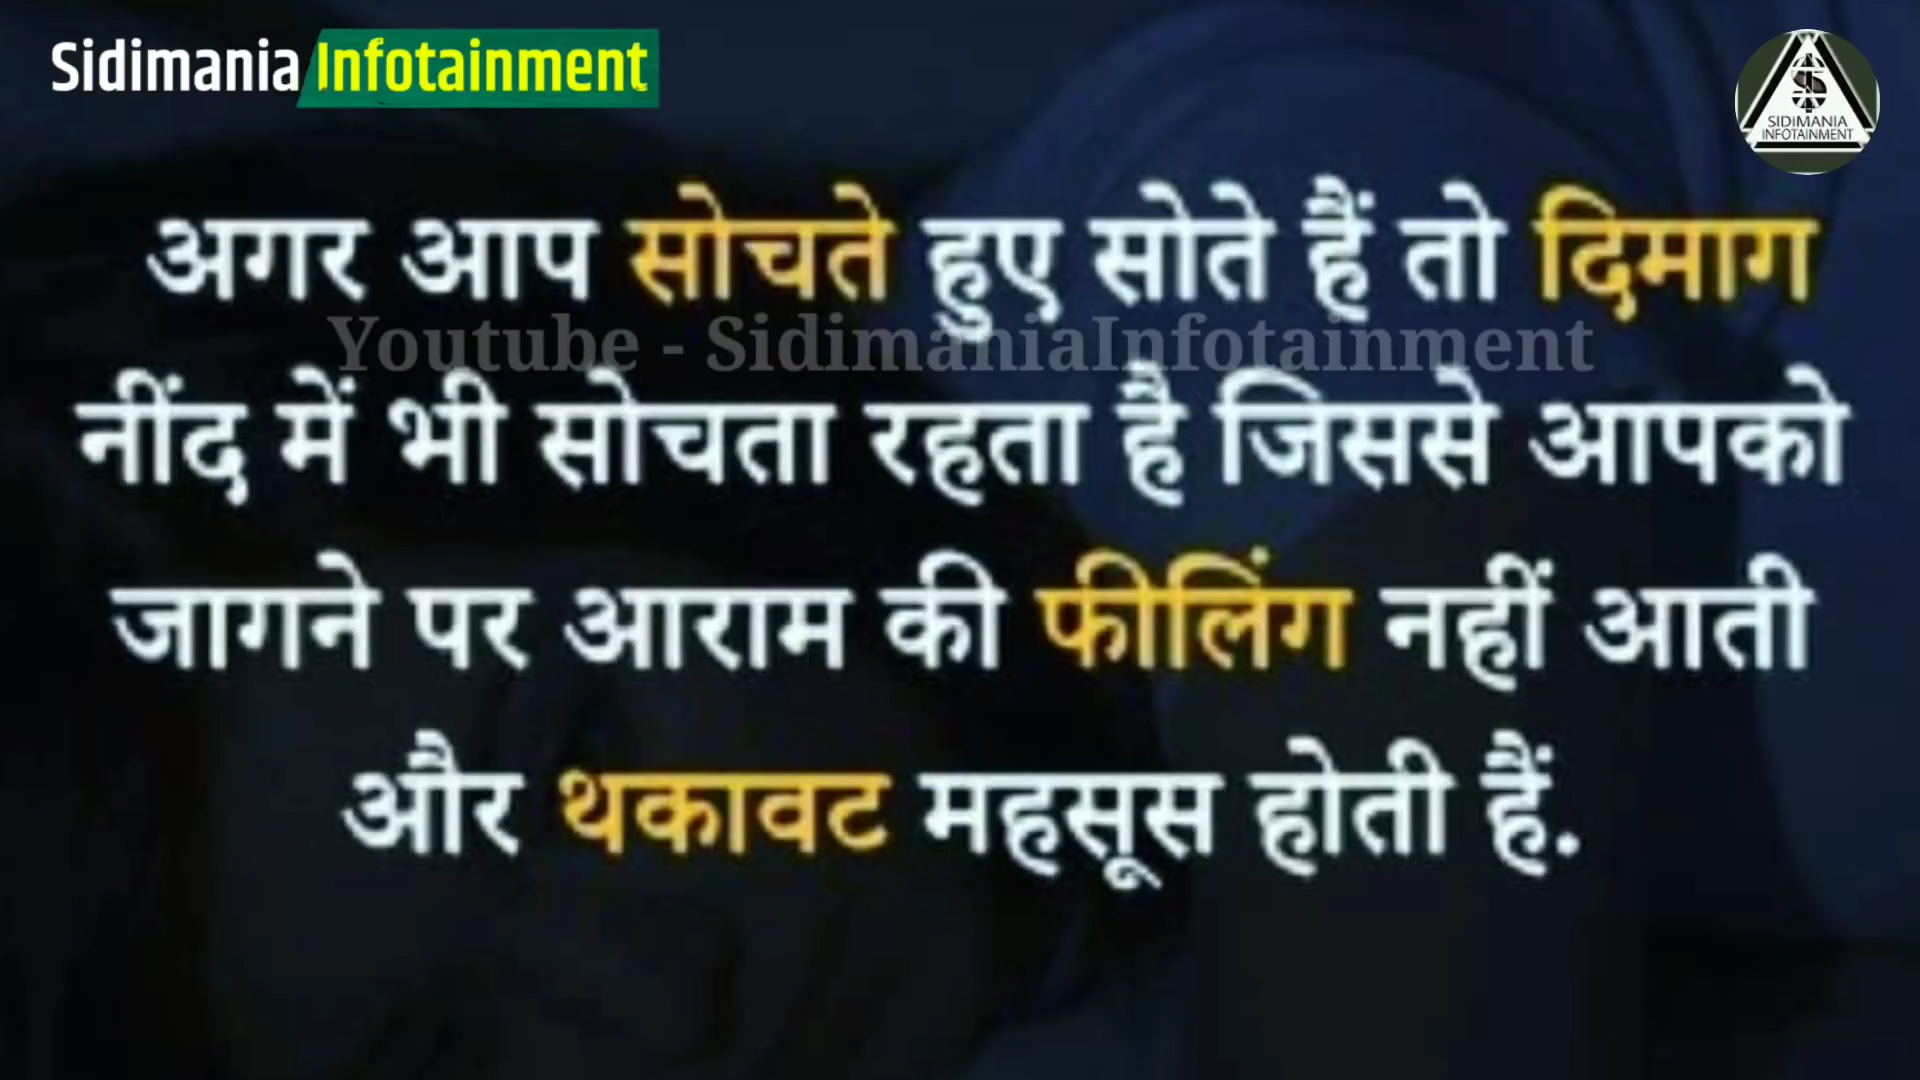 Sidimania Infotainment
SIDIMANIA
INFOTAINMENT
अगर आप सोचते हुए सोते हैं तो दिमाग
Youtube - SidimaniaInfotainment
नींद में भी सोचता रहता है जिससे आपको
जागने पर आराम की फीलिंग नहीं आती
और थकावट महसूस होती हैं.